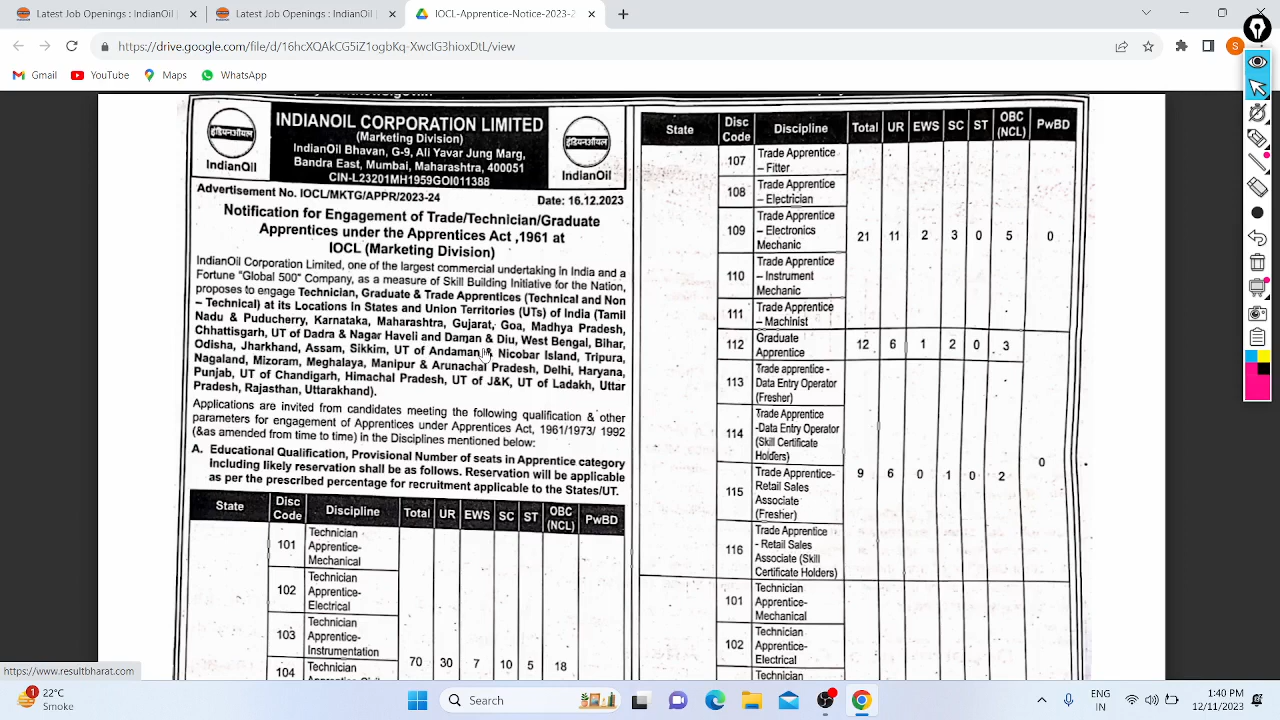 Latest Job Openings : IndianOil
Latest Job Openings : IndianOil
IOCL-Apprentice-Notice-2023-2
https://drive.google.com/file/d/16hcXQAkCG5iZ1ogbKq-XwcIG3hioxDtL/view
S
Gmail
YouTube
Maps
WhatsApp
इंडियनऑयल
IndianOil
INDIANOIL CORPORATION LIMITED
(Marketing Division)
IndianOil Bhavan, G-9, Ali Yavar Jung Marg,
Bandra East, Mumbai, Maharashtra, 400051
CIN-L23201MH1959GOI011388
इंडियनऑयल
IndianOil
Advertisement No. IOCL/MKTG/APPR/2023-24
Date: 16.12.2023
Notification for Engagement of Trade/Technician/Graduate
Apprentices under the Apprentices Act ,1961 at
IOCL (Marketing Division)
IndianOil Corporation Limited, one of the largest commercial undertaking in India and a
Fortune "Global 500" Company, as a measure of Skill Building Initiative for the Nation,
proposes to engage Technician, Graduate & Trade Apprentices (Technical and Non
– Technical) at its Locations in States and Union Territories (UTs) of India (Tamil
Nadu & Puducherry, Karnataka, Maharashtra, Gujarat, Goa, Madhya Pradesh,
Chhattisgarh, UT of Dadra & Nagar Haveli and Daman & Diu, West Bengal, Bihar,
Odisha, Jharkhand, Assam, Sikkim, UT of Andaman Nicobar Island, Tripura,
Nagaland, Mizoram, Meghalaya, Manipur & Arunachal Pradesh, Delhi, Haryana,
Punjab, UT of Chandigarh, Himachal Pradesh, UT of J&K, UT of Ladakh, Uttar
Pradesh, Rajasthan, Uttarakhand).
Applications are invited from candidates meeting the following qualification & other
parameters for engagement of Apprentices under Apprentices Act, 1961/1973/ 1992
(&as amended from time to time) in the Disciplines mentioned below:
A. Educational Qualification, Provisional Number of seats in Apprentice category
including likely reservation shall be as follows. Reservation will be applicable
as per the prescribed percentage for recruitment applicable to the States/UT.
State Disc Code Discipline Total UR EWS SC ST OBC (NCL) PwBD
101 Technician Apprentice- Mechanical
102 Technician Apprentice- Electrical
103 Technician Apprentice- Instrumentation
70 30 7 10 5 18
104 Technician
State Disc Code Discipline Total UR EWS SC ST OBC (NCL) PwBD
107 Trade Apprentice – Fitter
108 Trade Apprentice – Electrician
109 Trade Apprentice – Electronics Mechanic
21 11 2 3 0 5 0
110 Trade Apprentice – Instrument Mechanic
111 Trade Apprentice – Machinist
112 Graduate Apprentice 12 6 1 2 0 3
113 Trade apprentice - Data Entry Operator (Fresher)
114 Trade Apprentice -Data Entry Operator (Skill Certificate Holders)
0
9 6 0 1 0 2
115 Trade Apprentice- Retail Sales Associate (Fresher)
116 Trade Apprentice - Retail Sales Associate (Skill Certificate Holders)
101 Technician Apprentice- Mechanical
102 Technician Apprentice- Electrical
Technician
https://www.resultbharat.com
1
22°C
Smoke
Search
ENG
IN
1:40 PM
12/11/2023